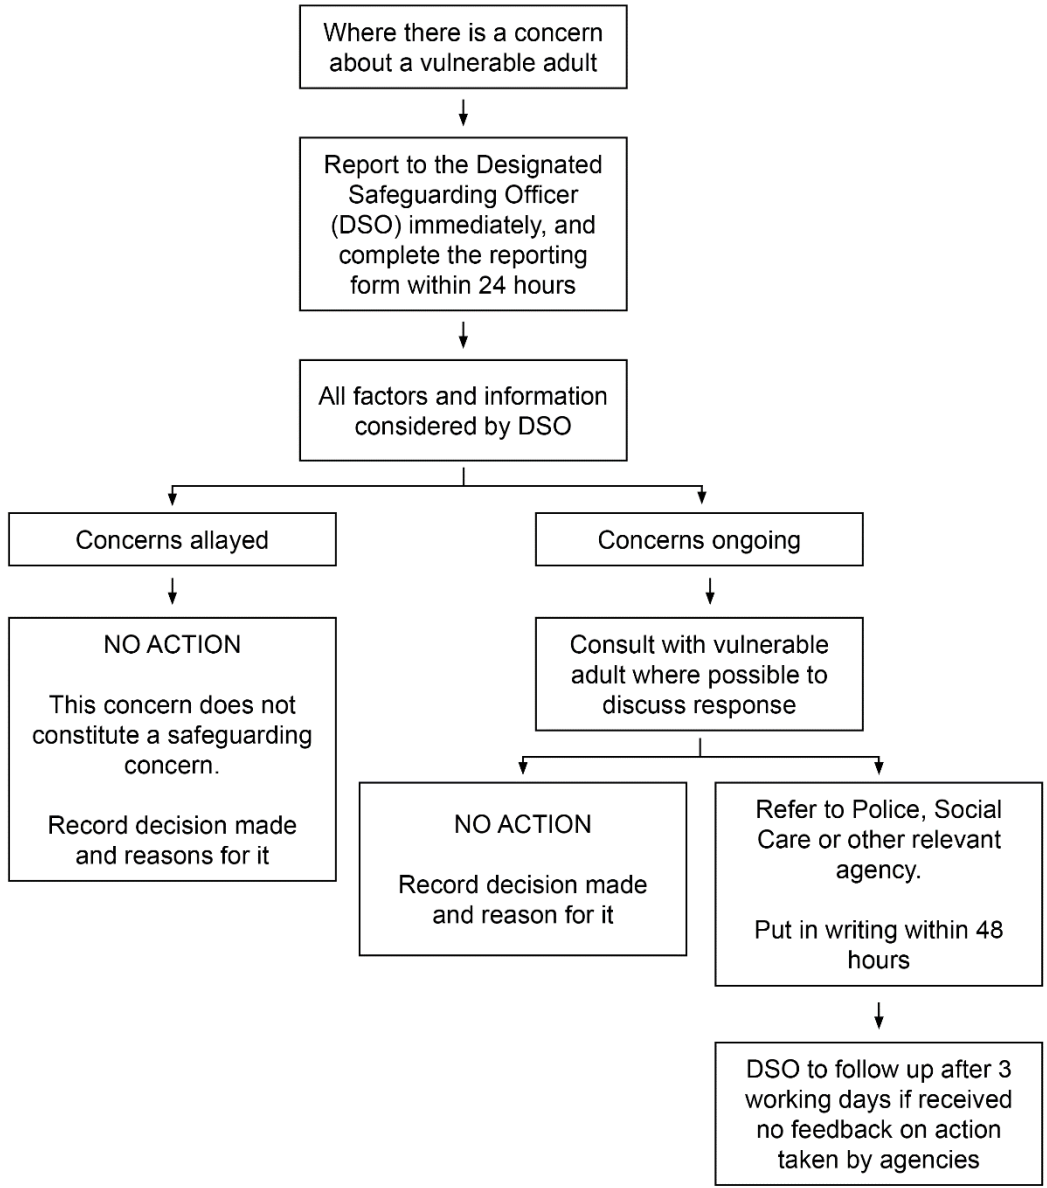 Where there is a concern
about a vulnerable adult
Report to the Designated
Safeguarding Officer
(DSO) immediately, and
complete the reporting
form within 24 hours
All factors and information
considered by DSO
Concerns allayed
Concerns ongoing
NO ACTION
This concern does not
constitute a safeguarding
concern.
Record decision made
and reasons for it
Consult with vulnerable
adult where possible to
discuss response
NO ACTION
Record decision made
and reason for it
Refer to Police, Social
Care or other relevant
agency.
Put in writing within 48
hours
DSO to follow up after 3
working days if received
no feedback on action
taken by agencies